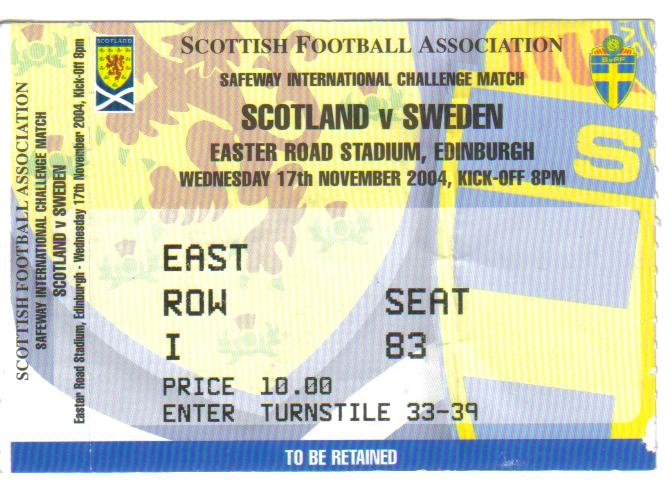 SCOTTISH FOOTBALL ASSOCIATION
SAFEWAY INTERNATIONAL CHALLENGE MATCH
SCOTLAND v SWEDEN
Easter Road Stadium, Edinburgh - Wednesday 17th November 2004, Kick-Off 8pm
SCOTLAND
SCOTTISH FOOTBALL ASSOCIATION
SvFF
SAFEWAY INTERNATIONAL CHALLENGE MATCH
SCOTLAND v SWEDEN
EASTER ROAD STADIUM, EDINBURGH
WEDNESDAY 17TH NOVEMBER 2004, KICK-OFF 8PM
S
EAST
ROW SEAT
I 83
PRICE 10.00
ENTER TURNSTILE 33-39
TO BE RETAINED